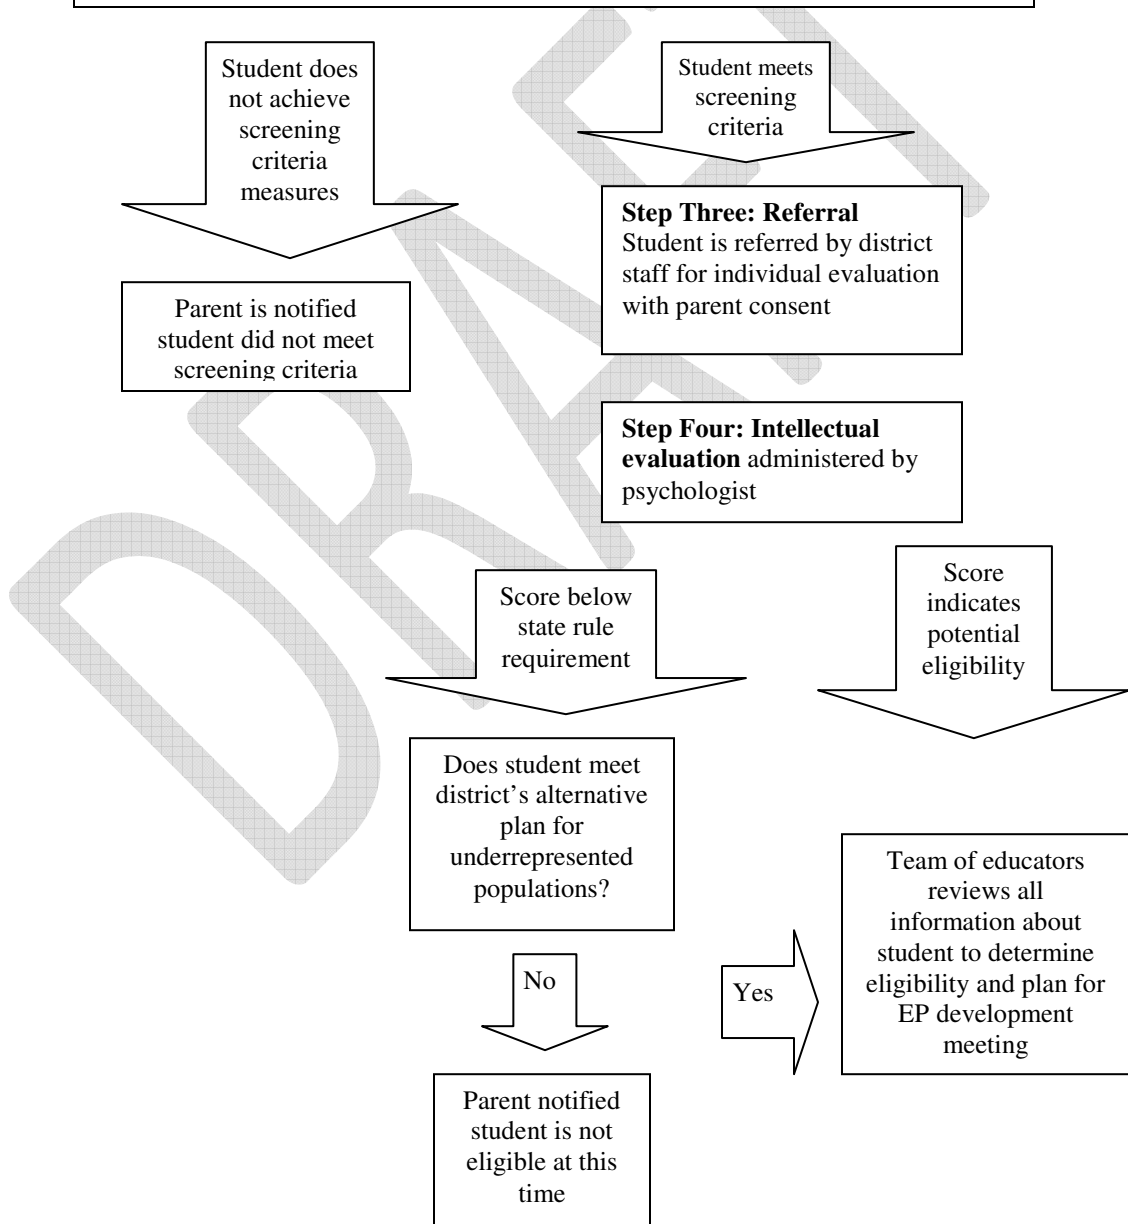 Student does
not achieve
screening
criteria
measures
Student meets
screening
criteria
Parent is notified
student did not meet
screening criteria
Step Three: Referral
Student is referred by district
staff for individual evaluation
with parent consent
Step Four: Intellectual
evaluation administered by
psychologist
Score below
state rule
requirement
Score
indicates
potential
eligibility
Does student meet
district’s alternative
plan for
underrepresented
populations?
Team of educators
reviews all
information about
student to determine
eligibility and plan for
EP development
meeting
No
Yes
Parent notified
student is not
eligible at this
time
DRAFT